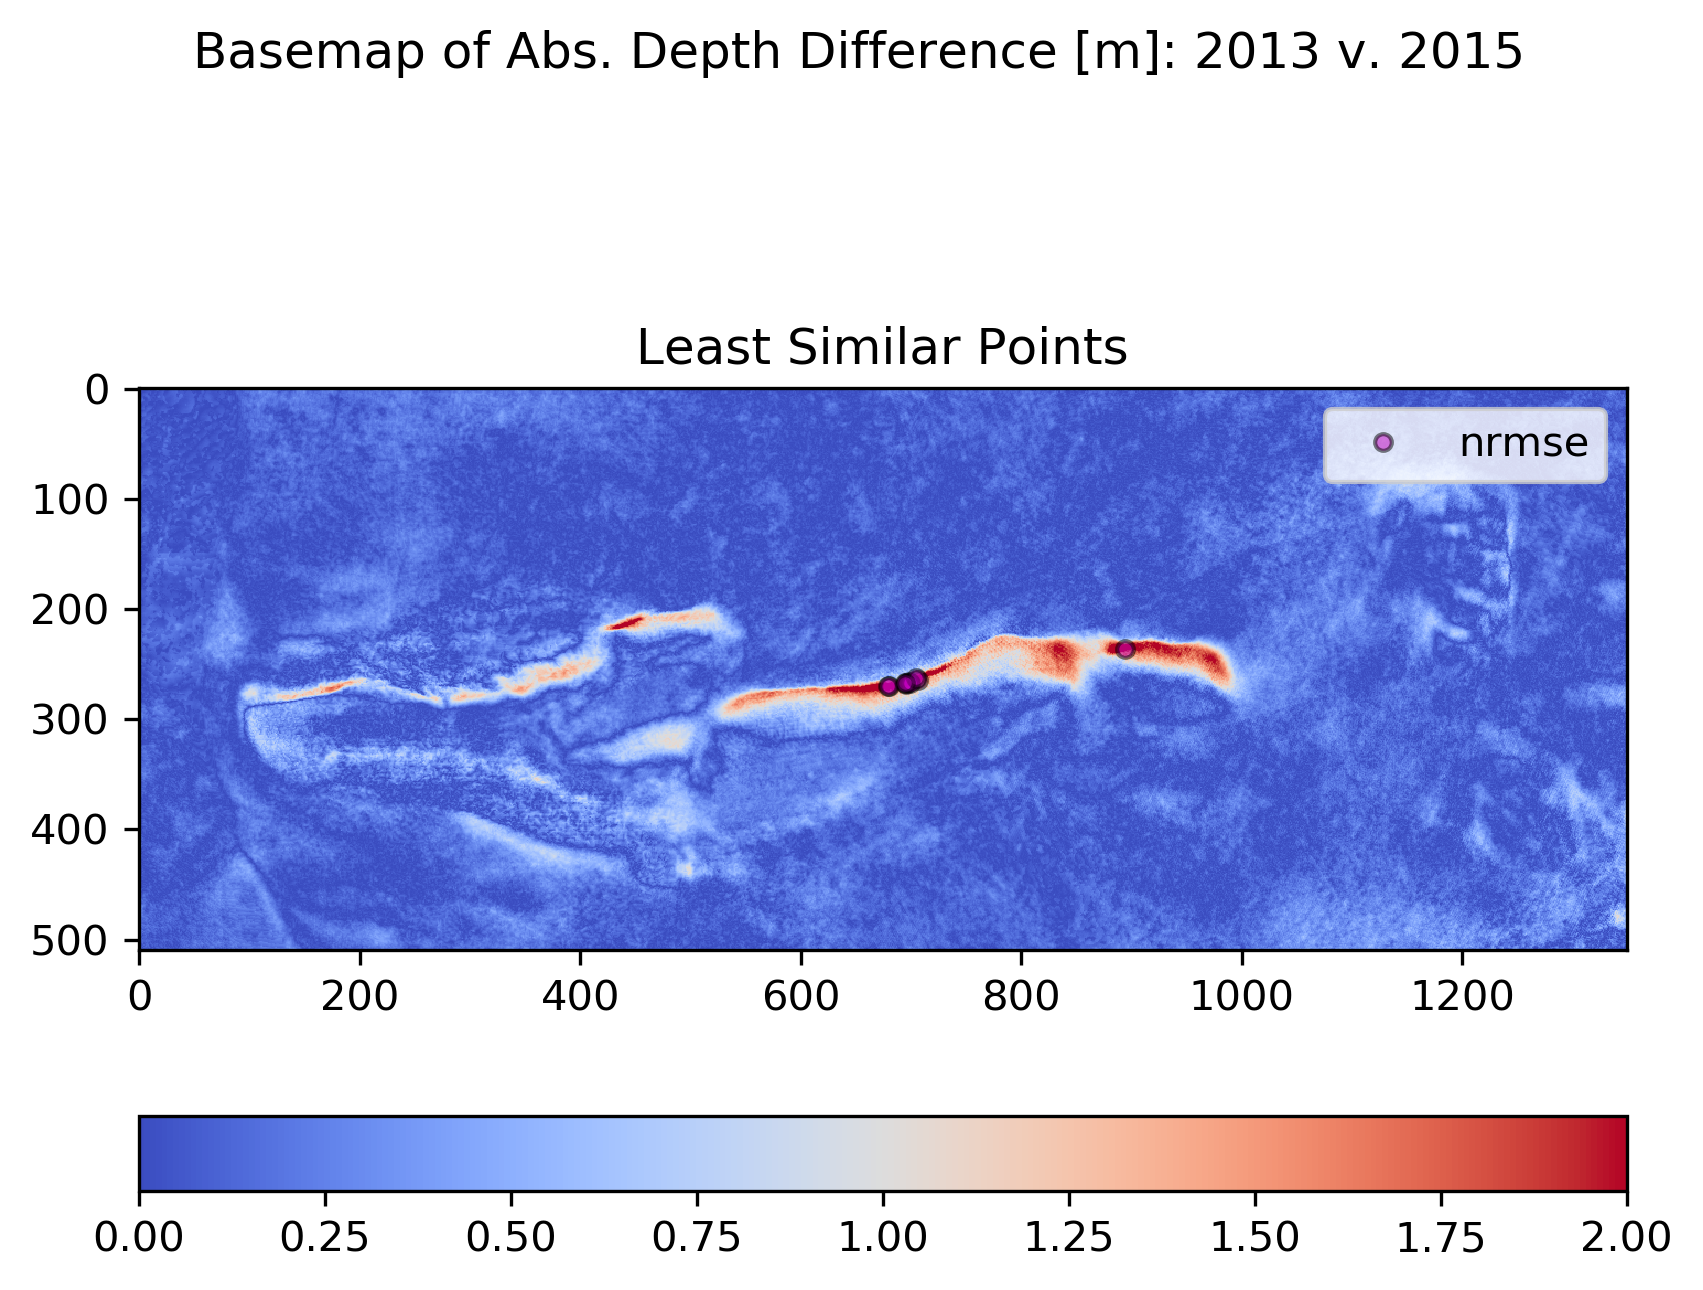 Basemap of Abs. Depth Difference [m]: 2013 v. 2015
Least Similar Points
nrmse
0
100
200
300
400
500
0 200 400 600 800 1000 1200
0.00 0.25 0.50 0.75 1.00 1.25 1.50 1.75 2.00